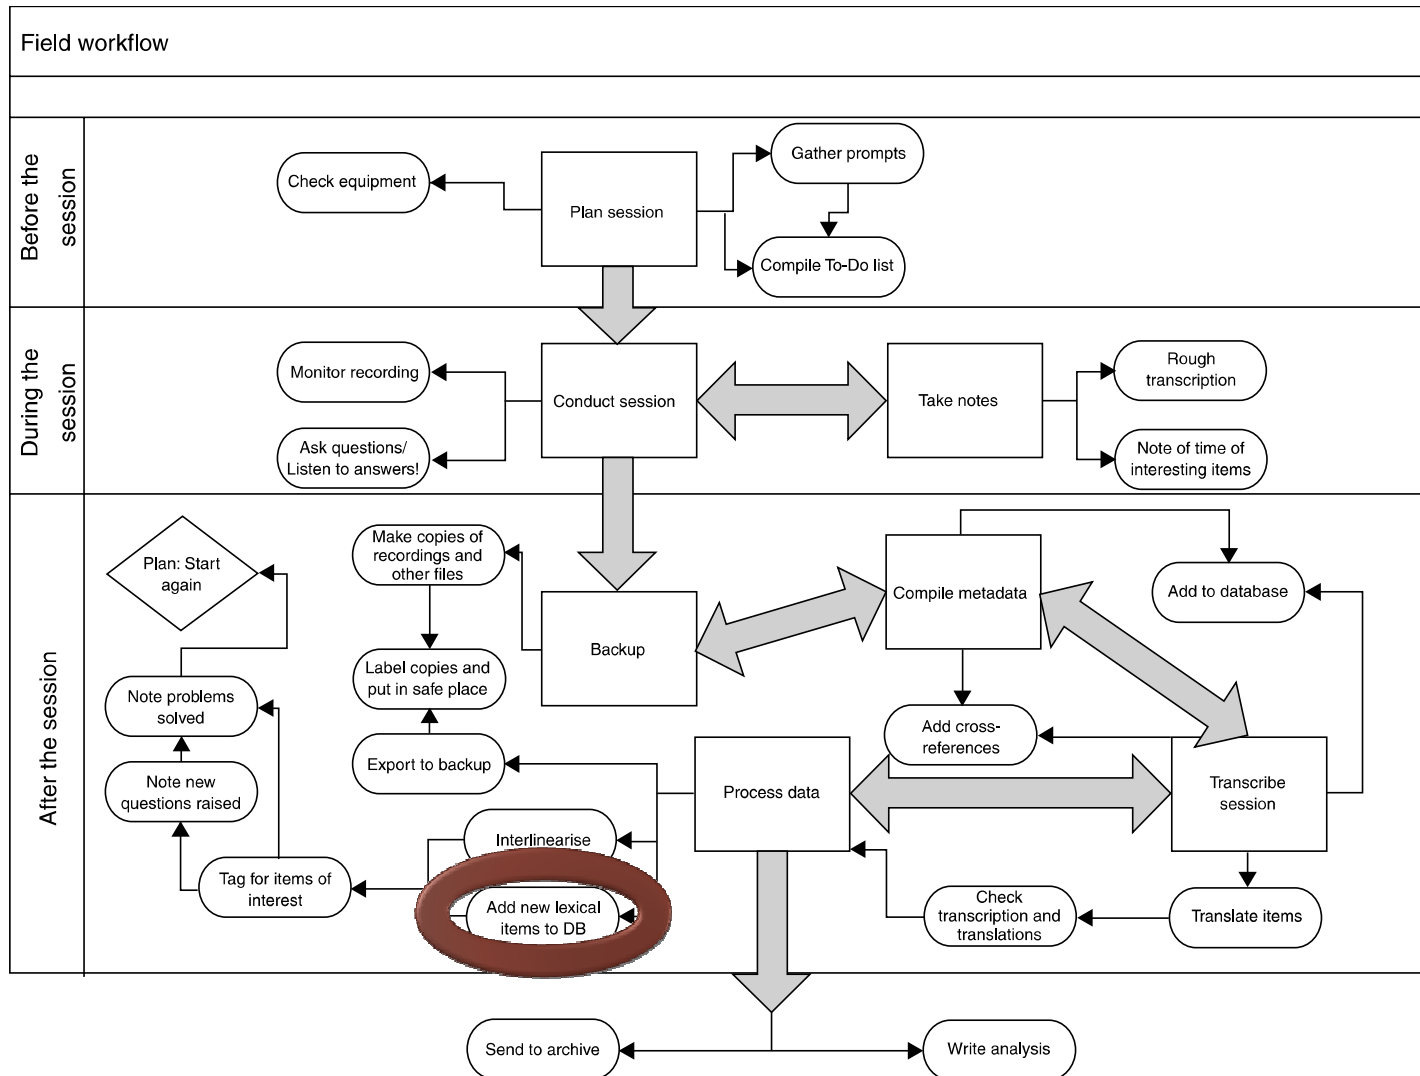 Field workflow
Before the
session
Check equipment
Plan session
Gather prompts
Compile To-Do list
During the
session
Monitor recording
Ask questions/
Listen to answers!
Conduct session
Take notes
Rough
transcription
Note of time of
interesting items
After the session
Plan: Start
again
Make copies of
recordings and
other files
Backup
Compile metadata
Add to database
Label copies and
put in safe place
Note problems
solved
Add cross-
references
Export to backup
Process data
Transcribe
session
Note new
questions raised
Interlinearise
Tag for items of
interest
Add new lexical
items to DB
Check
transcription and
translations
Translate items
Send to archive
Write analysis